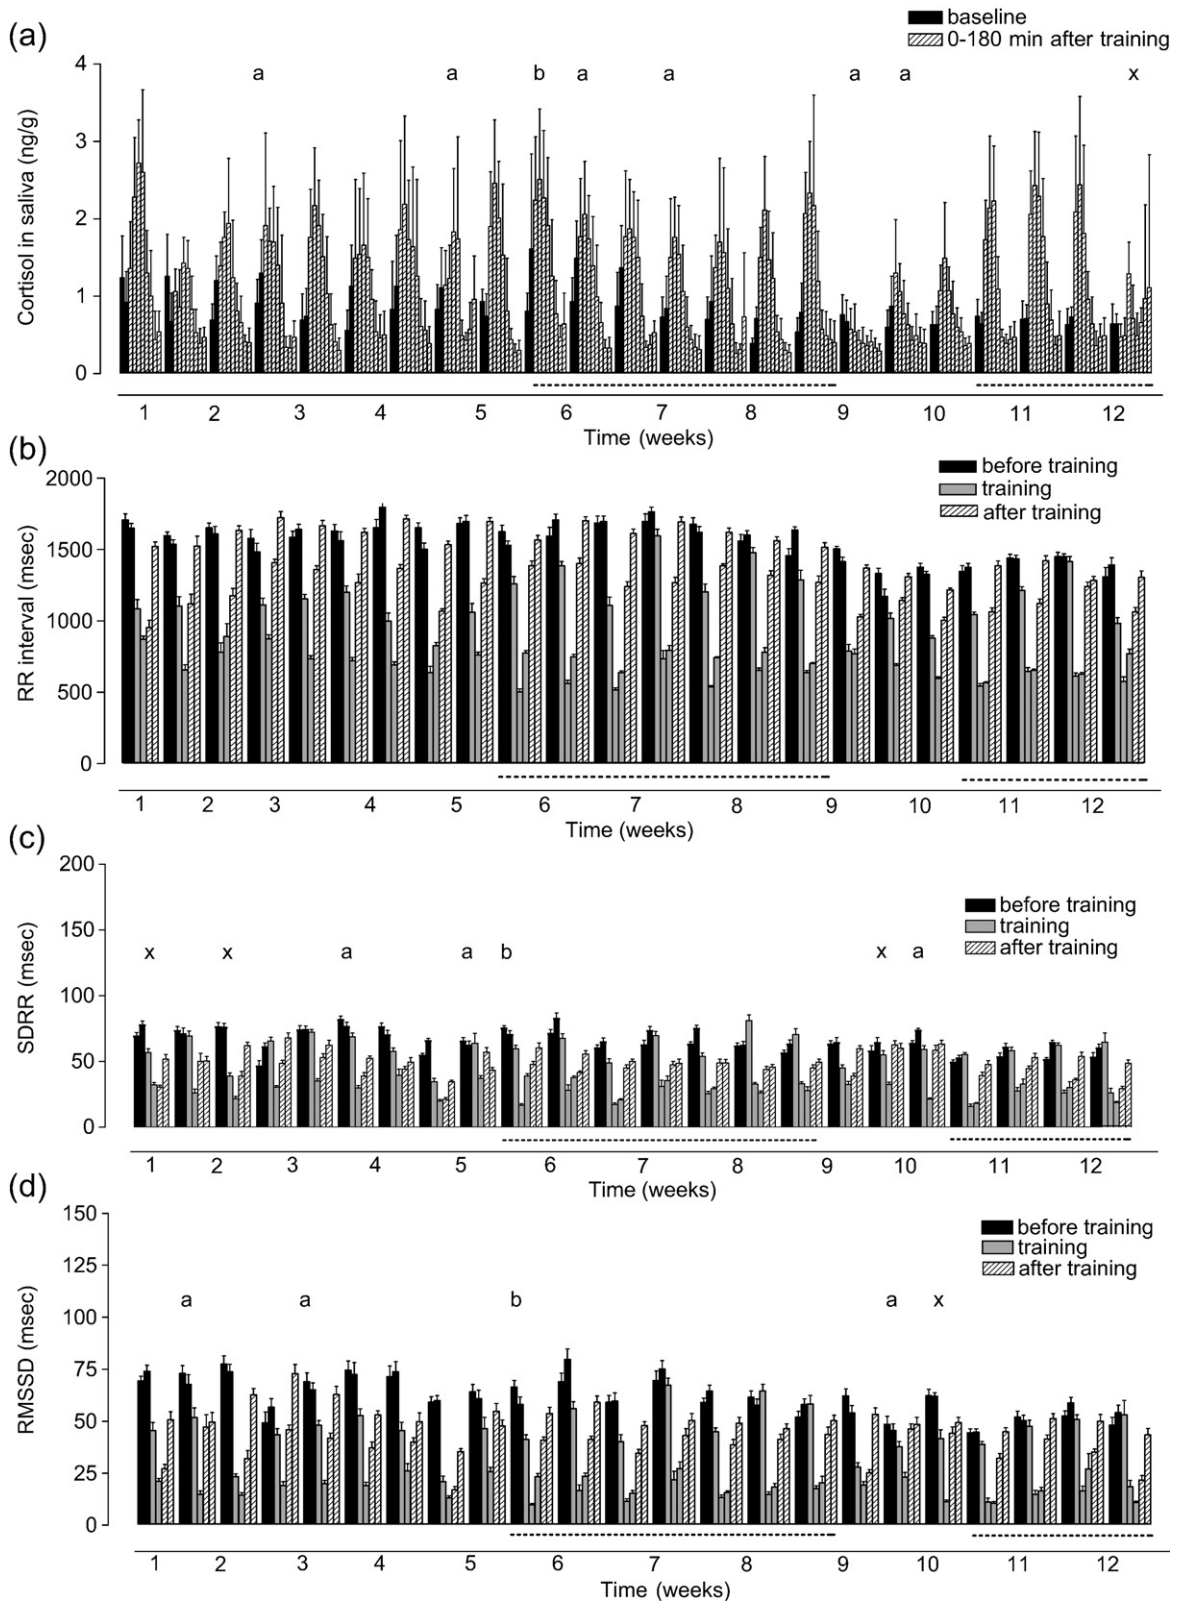 (a)
baseline
0-180 min after training
a a b a a a a x
Cortisol in saliva (ng/g)
4
3
2
1
0
1 2 3 4 5 6 7 8 9 10 11 12
Time (weeks)
(b)
before training
training
after training
RR interval (msec)
2000
1500
1000
500
0
1 2 3 4 5 6 7 8 9 10 11 12
Time (weeks)
(c)
before training
training
after training
x x a a b x a
SDRR (msec)
200
150
100
50
0
1 2 3 4 5 6 7 8 9 10 11 12
Time (weeks)
(d)
before training
training
after training
a a b a x
RMSSD (msec)
150
125
100
75
50
25
0
1 2 3 4 5 6 7 8 9 10 11 12
Time (weeks)